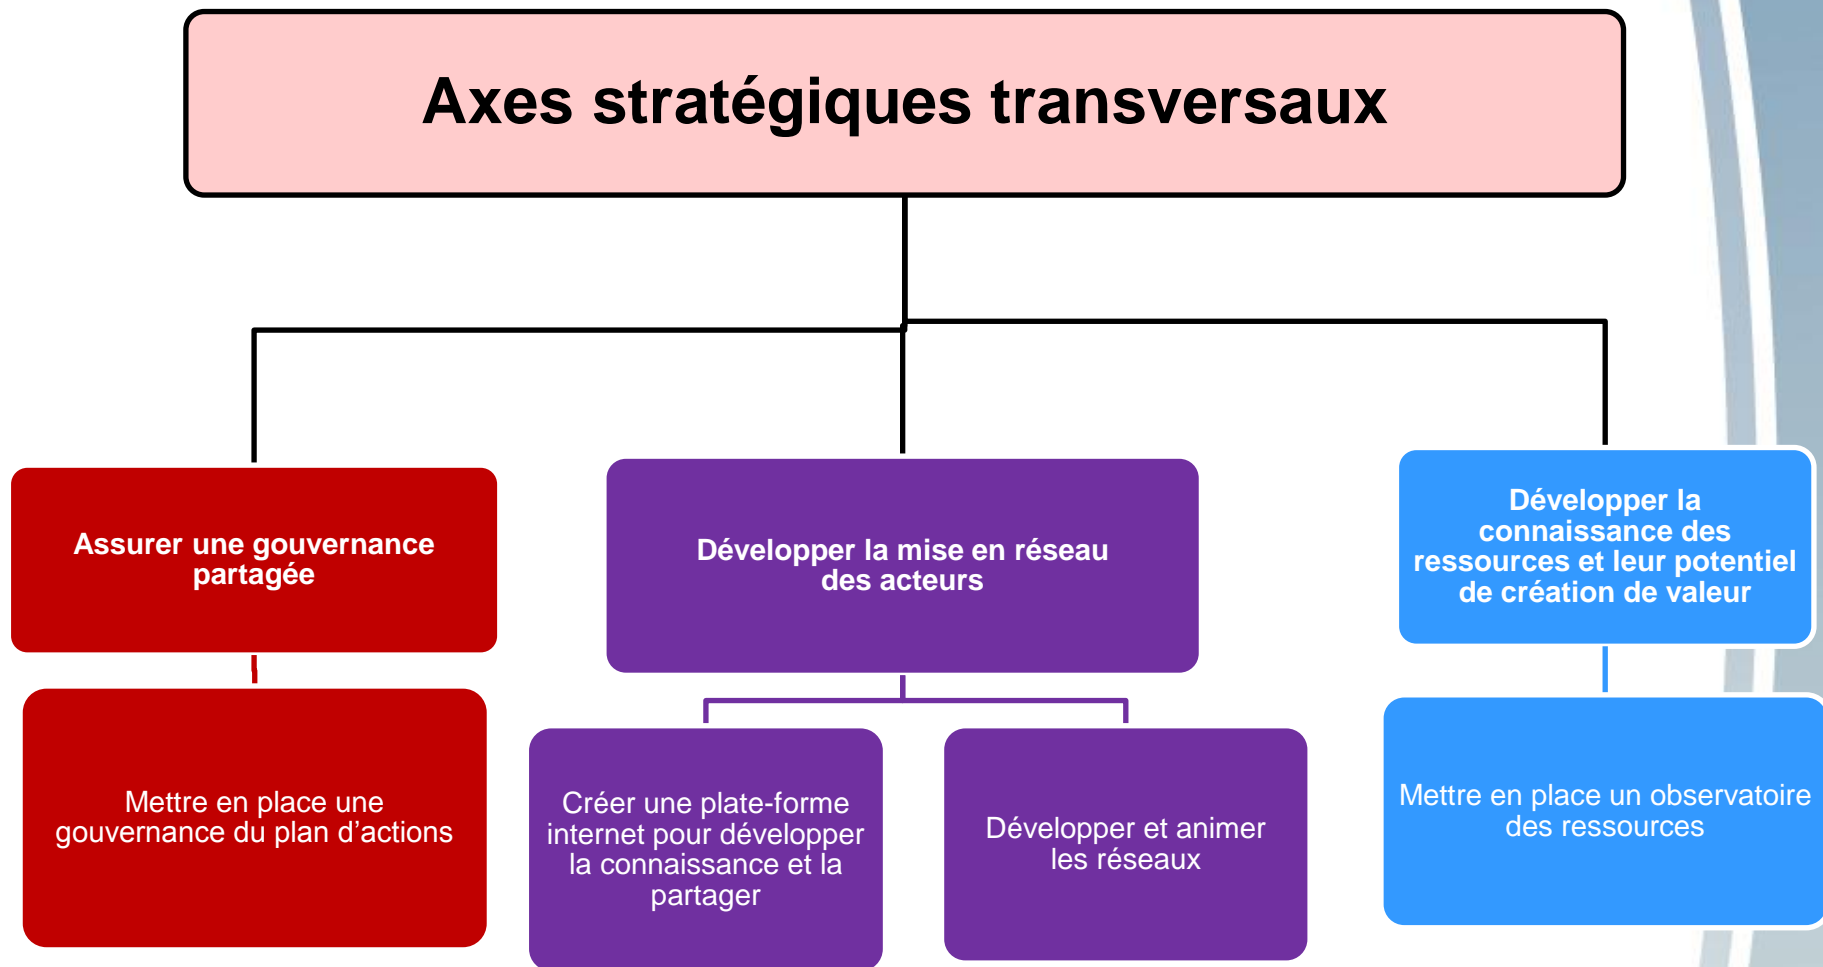 Axes stratégiques transversaux
Assurer une gouvernance
partagée
Développer la mise en réseau
des acteurs
Développer la
connaissance des
ressources et leur potentiel
de création de valeur
Mettre en place une
gouvernance du plan d’actions
Créer une plate-forme
internet pour développer
la connaissance et la
partager
Développer et animer
les réseaux
Mettre en place un observatoire
des ressources